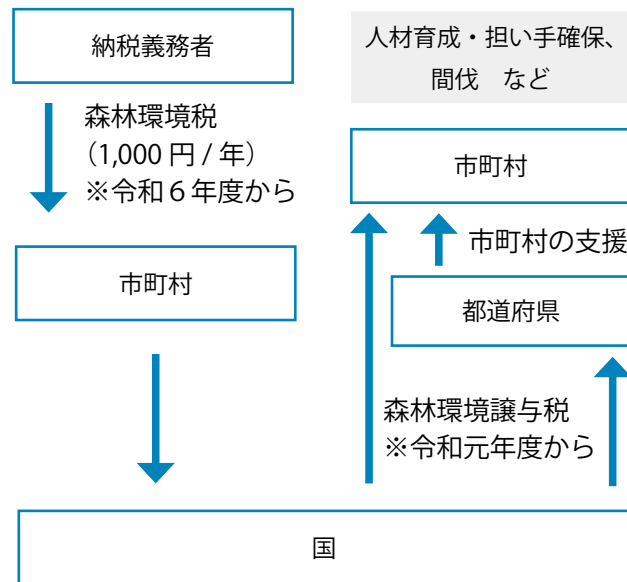 納税義務者
森林環境税
（1,000 円 / 年）
※令和６年度から
市町村
人材育成・担い手確保、
間伐　など
市町村
市町村の支援
都道府県
森林環境譲与税
※令和元年度から
国